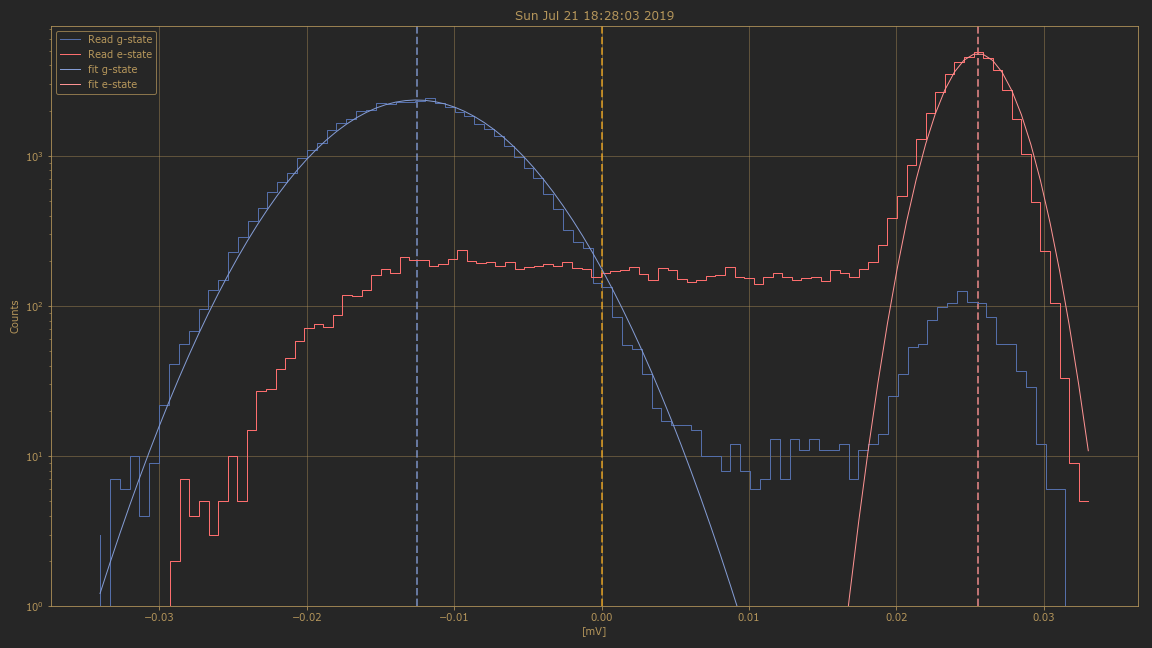 Sun Jul 21 18:28:03 2019
Read g-state
Read e-state
fit g-state
fit e-state
Counts
10³
10²
10¹
10⁰
−0.03
−0.02
−0.01
0.00
0.01
0.02
0.03
[mV]